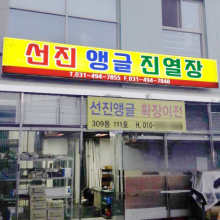 선진 앵글 진열장
T.031-494-7855 F.031-494-7846
선진앵글 확장이전
309동 111호 H.010-